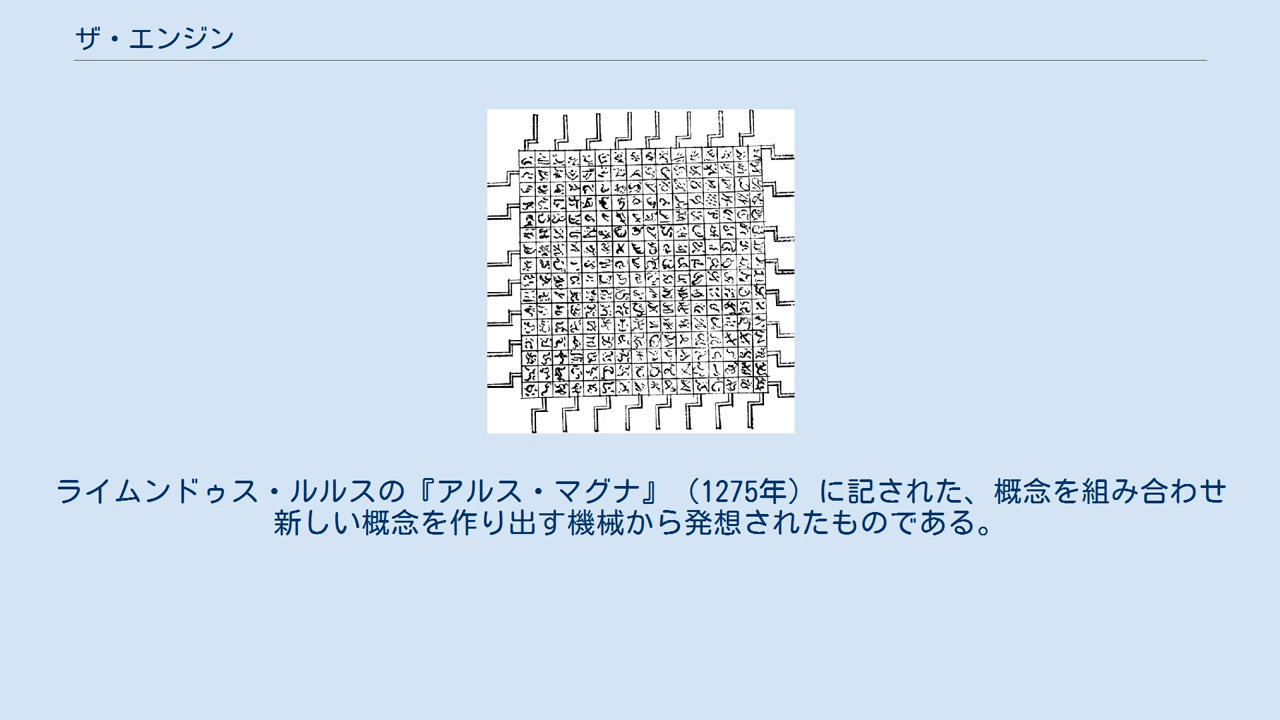 ザ・エンジン
ライムンドゥス・ルルスの『アルス・マグナ』（1275年）に記された、概念を組み合わせ
新しい概念を作り出す機械から発想されたものである。